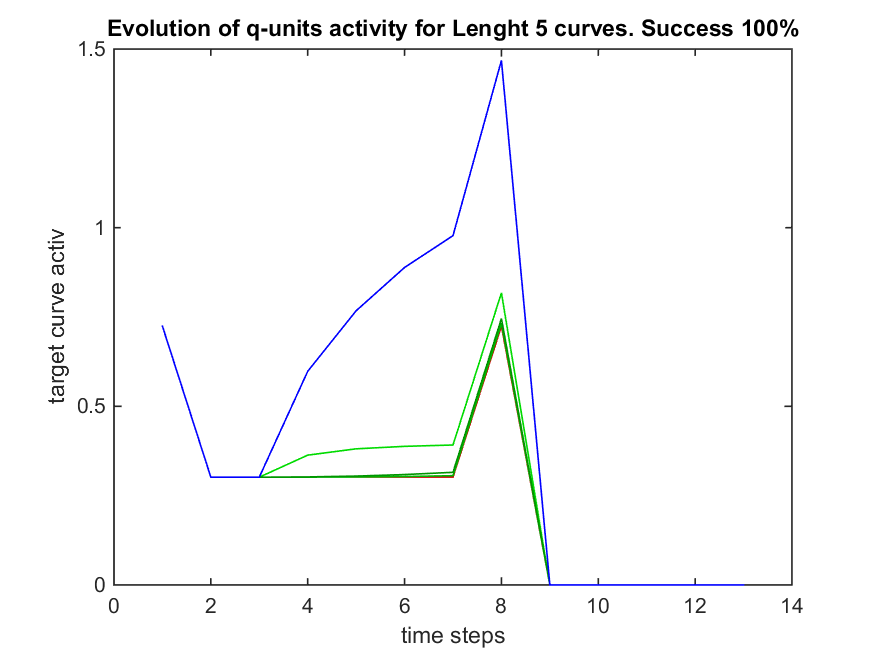 Evolution of q-units activity for Lenght 5 curves. Success 100%
1.5
1
0.5
0
target curve activ
0 2 4 6 8 10 12 14
time steps